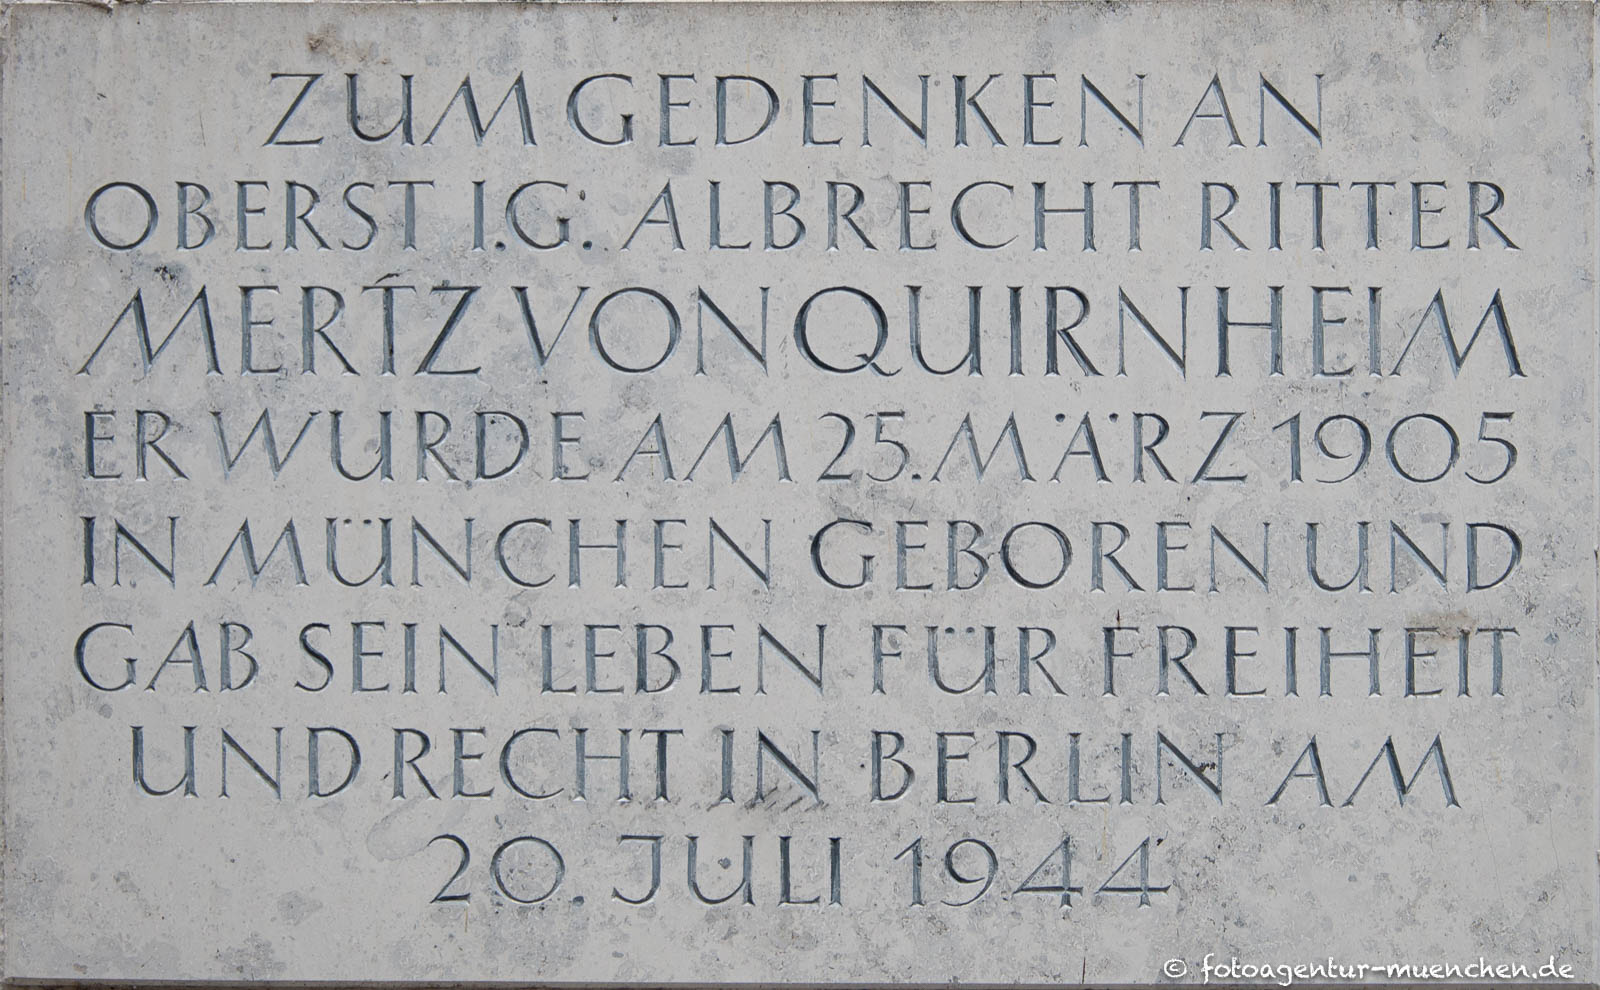 ZUM GEDENKEN AN
OBERST I.G. ALBRECHT RITTER
MERTZ VON QUIRNHEIM
ER WURDE AM 25. MÄRZ 1905
IN MÜNCHEN GEBOREN UND
GAB SEIN LEBEN FÜR FREIHEIT
UND RECHT IN BERLIN AM
20. JULI 1944
© fotoagentur-muenchen.de